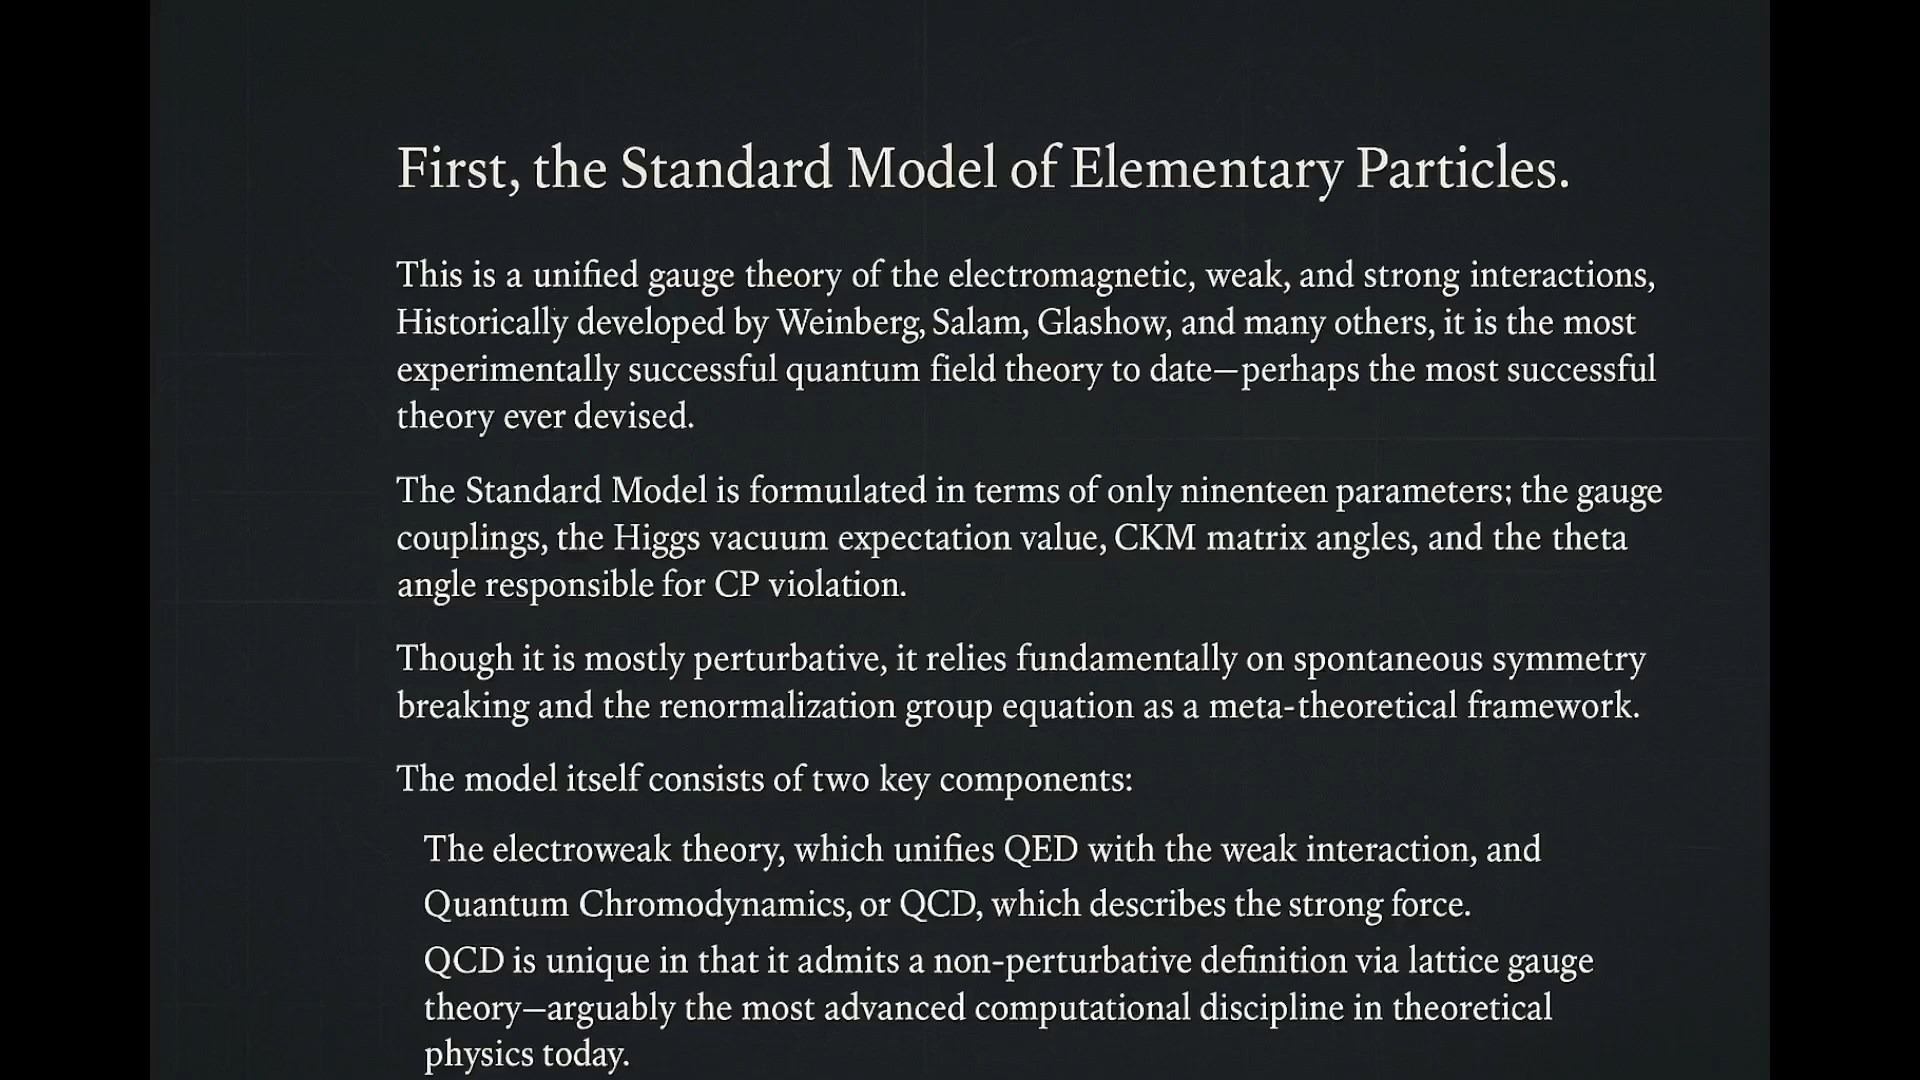 First, the Standard Model of Elementary Particles.
This is a unified gauge theory of the electromagnetic, weak, and strong interactions,
Historically developed by Weinberg, Salam, Glashow, and many others, it is the most
experimentally successful quantum field theory to date—perhaps the most successful
theory ever devised.
The Standard Model is formuılated in terms of only ninenteen parameters; the gauge
couplings, the Higgs vacuum expectation value, CKM matrix angles, and the theta
angle responsible for CP violation.
Though it is mostly perturbative, it relies fundamentally on spontaneous symmetry
breaking and the renormalization group equation as a meta-theoretical framework.
The model itself consists of two key components:
The electroweak theory, which unifies QED with the weak interaction, and
Quantum Chromodynamics, or QCD, which describes the strong force.
QCD is unique in that it admits a non-perturbative definition via lattice gauge
theory—arguably the most advanced computational discipline in theoretical
physics today.